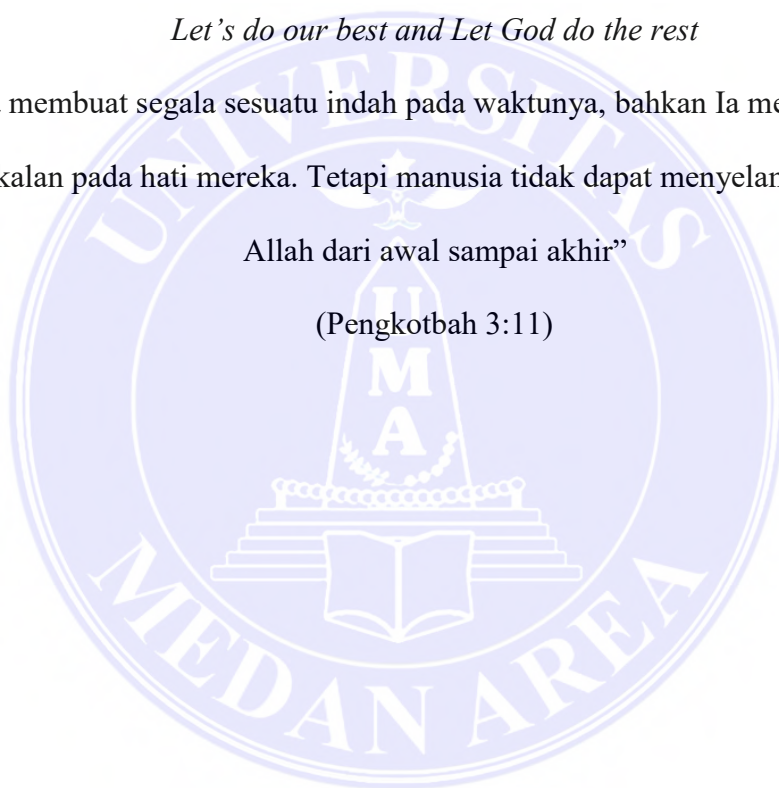 Let’s do our best and Let God do the rest
membuat segala sesuatu indah pada waktunya, bahkan Ia
pada hati mereka. Tetapi manusia tidak dapat
Allah dari awal sampai akhir”
(Pengkotbah 3:11)
UNIVERSITAS
U
M
A
MEDAN AREA